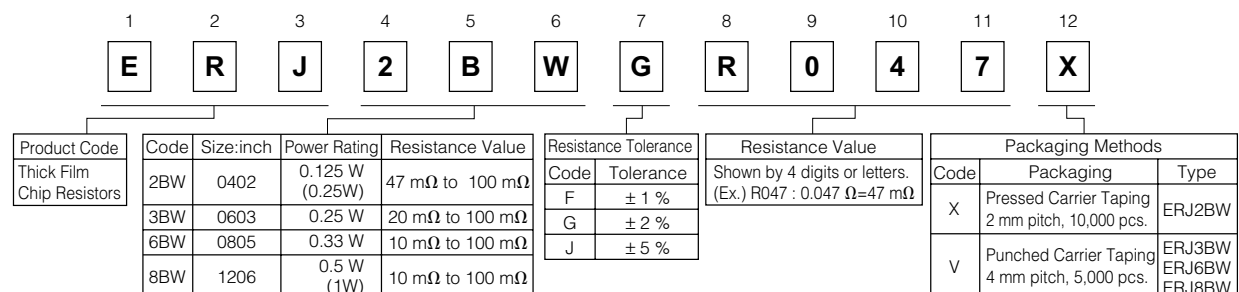 1 2 3 4 5 6 7 8 9 10 11 12
E R J 2 B W G R 0 4 7 X
Product Code
Thick Film
Chip Resistors
Code Size:inch Power Rating Resistance Value
2BW 0402 0.125 W (0.25W) 47 mΩ to 100 mΩ
3BW 0603 0.25 W 20 mΩ to 100 mΩ
6BW 0805 0.33 W 10 mΩ to 100 mΩ
8BW 1206 0.5 W (1W) 10 mΩ to 100 mΩ
Resistance Tolerance
Code Tolerance
F ± 1 %
G ± 2 %
J ± 5 %
Resistance Value
Shown by 4 digits or letters.
(Ex.) R047 : 0.047 Ω=47 mΩ
Packaging Methods
Code Packaging Type
X Pressed Carrier Taping 2 mm pitch, 10,000 pcs. ERJ2BW
V Punched Carrier Taping 4 mm pitch, 5,000 pcs. ERJ3BW ERJ6BW ERJ8BW